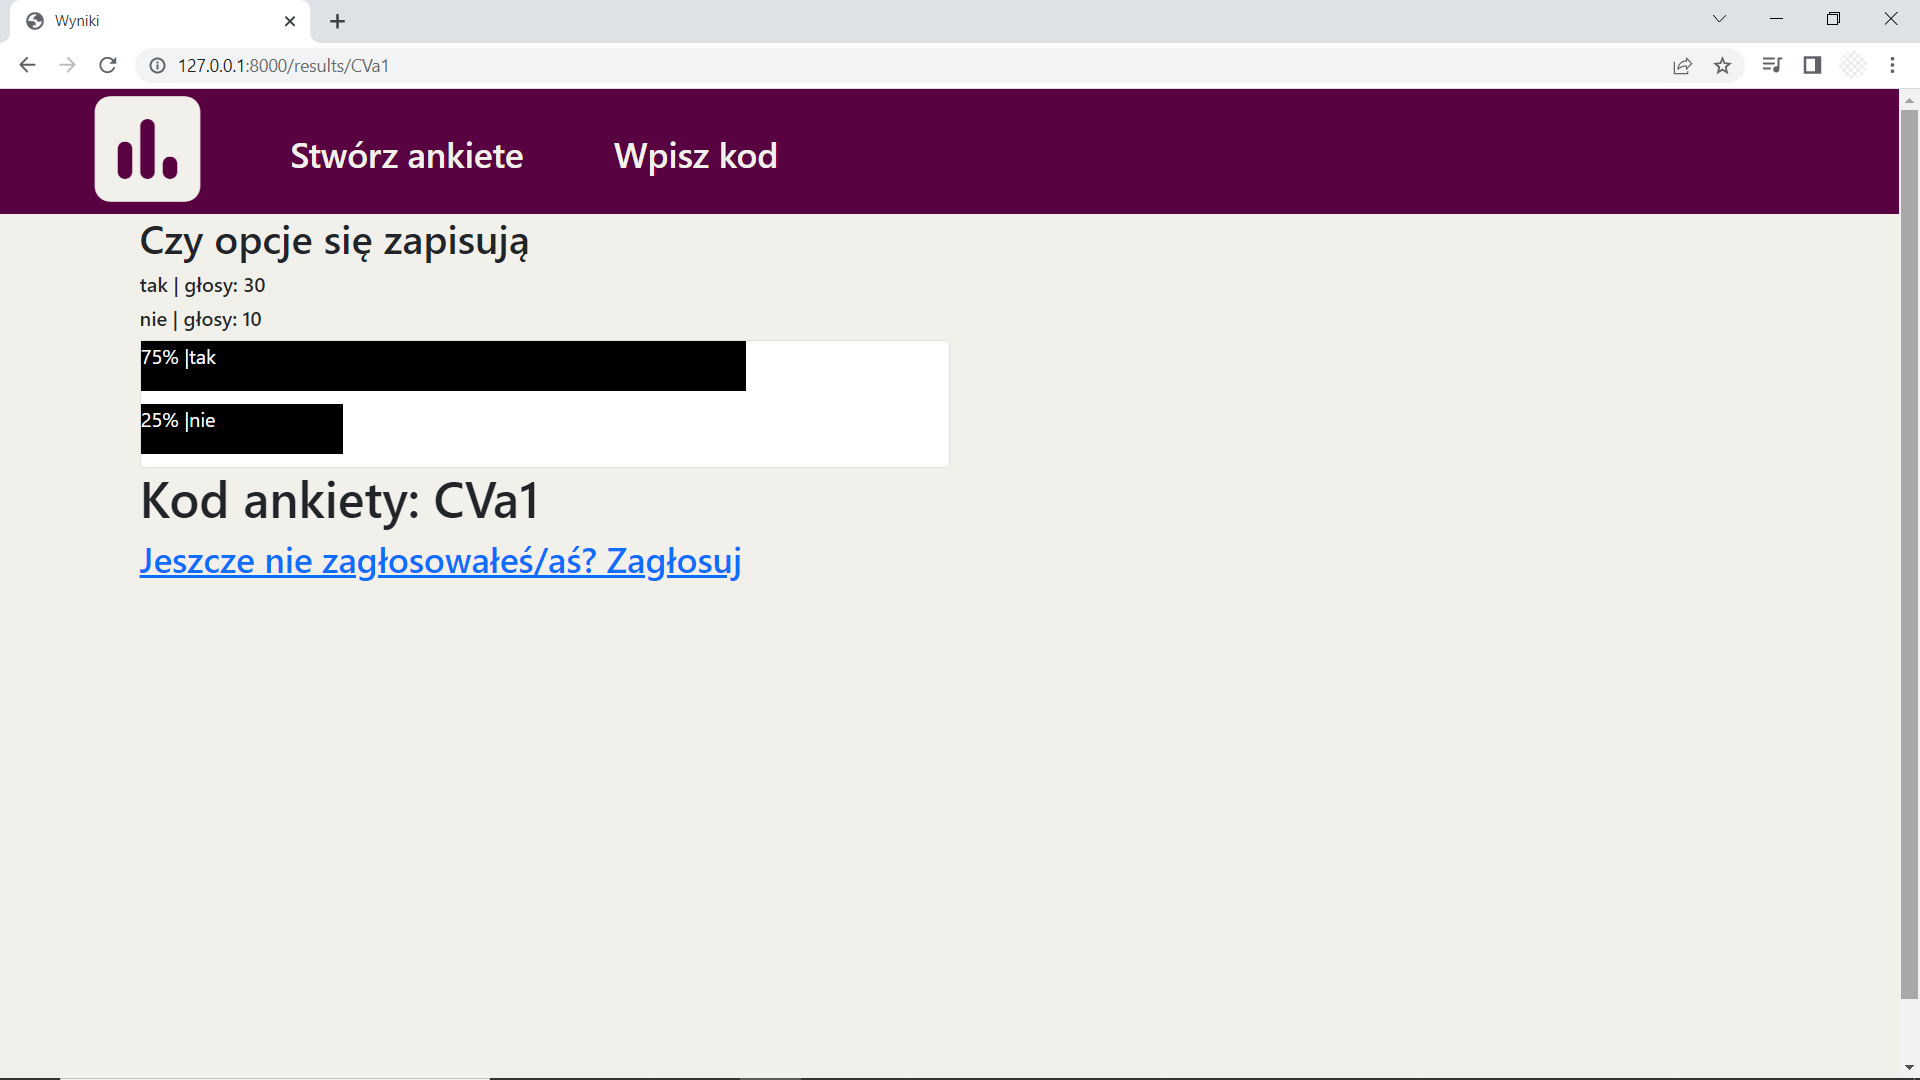 Wyniki
127.0.0.1:8000/results/CVa1
Stwórz ankiete Wpisz kod
Czy opcje się zapisują
tak | głosy: 30
nie | głosy: 10
75% |tak
25% |nie
Kod ankiety: CVa1
Jeszcze nie zagłosowałeś/aś? Zagłosuj